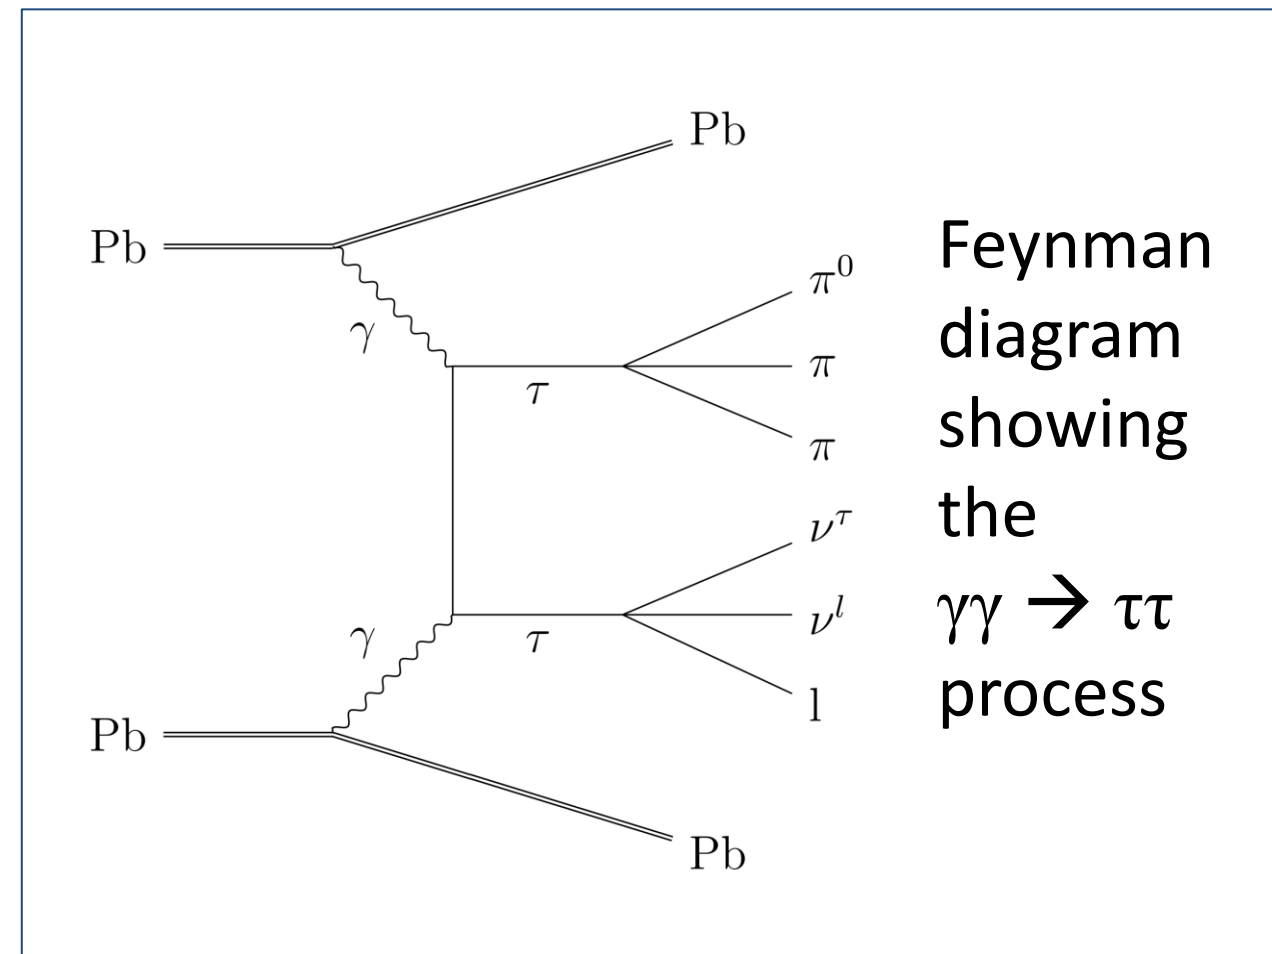 Pb
Pb
γ
τ
π⁰
π
π
γ
τ
ν^τ
ν^l
l
Pb
Pb
Feynman
diagram
showing
the
γγ → ττ
process